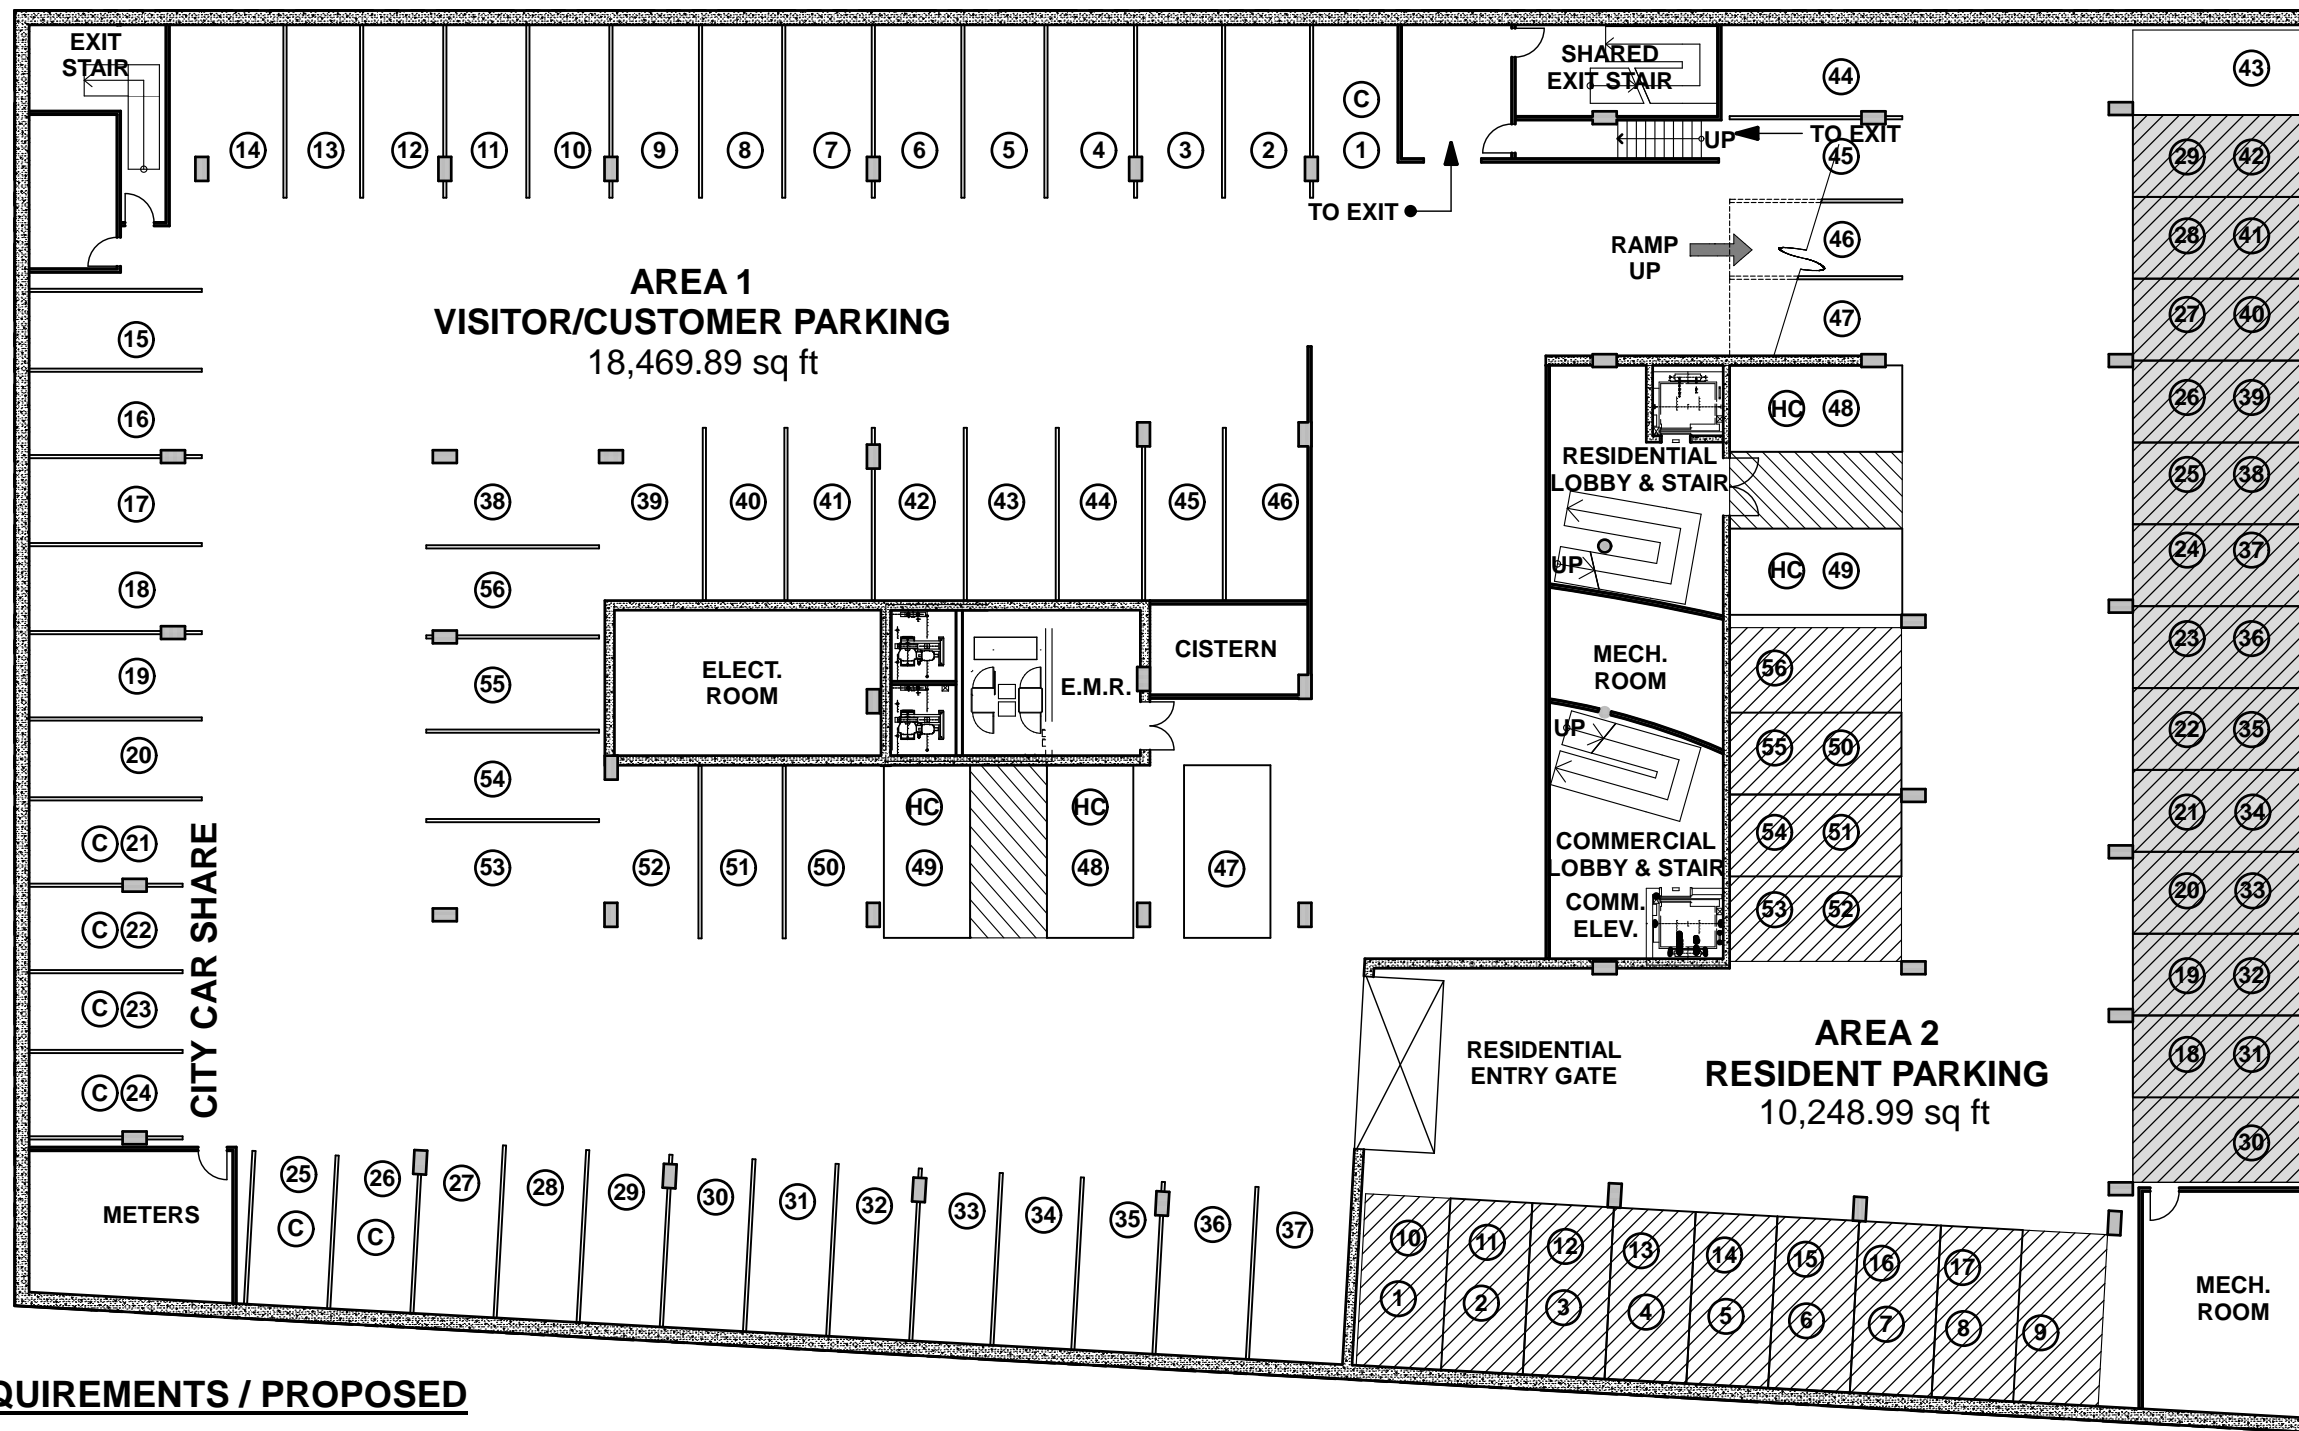 EXIT
STAIR
SHARED
EXIT STAIR
44
43
C
14
13
12
11
10
9
8
7
6
5
4
3
2
1
UP
TO EXIT
45
29
42
TO EXIT
RAMP
UP
46
28
41
AREA 1
VISITOR/CUSTOMER PARKING
18,469.89 sq ft
47
27
40
15
16
17
18
19
20
C 21
C 22
C 23
C 24
CITY CAR SHARE
38
39
40
41
42
43
44
45
46
56
55
54
53
ELECT.
ROOM
E.M.R.
CISTERN
HC
HC
52
51
50
49
48
47
RESIDENTIAL
LOBBY & STAIR
UP
MECH.
ROOM
UP
COMMERCIAL
LOBBY & STAIR
COMM.
ELEV.
HC 48
HC 49
56
55 50
54 51
53 52
26 39
25 38
24 37
23 36
22 35
21 34
20 33
19 32
18 31
30
RESIDENTIAL
ENTRY GATE
AREA 2
RESIDENT PARKING
10,248.99 sq ft
METERS
25
26
27
28
29
30
31
32
33
34
35
36
37
C
C
10
11
12
13
14
15
16
17
1
2
3
4
5
6
7
8
9
MECH.
ROOM
QUIREMENTS / PROPOSED